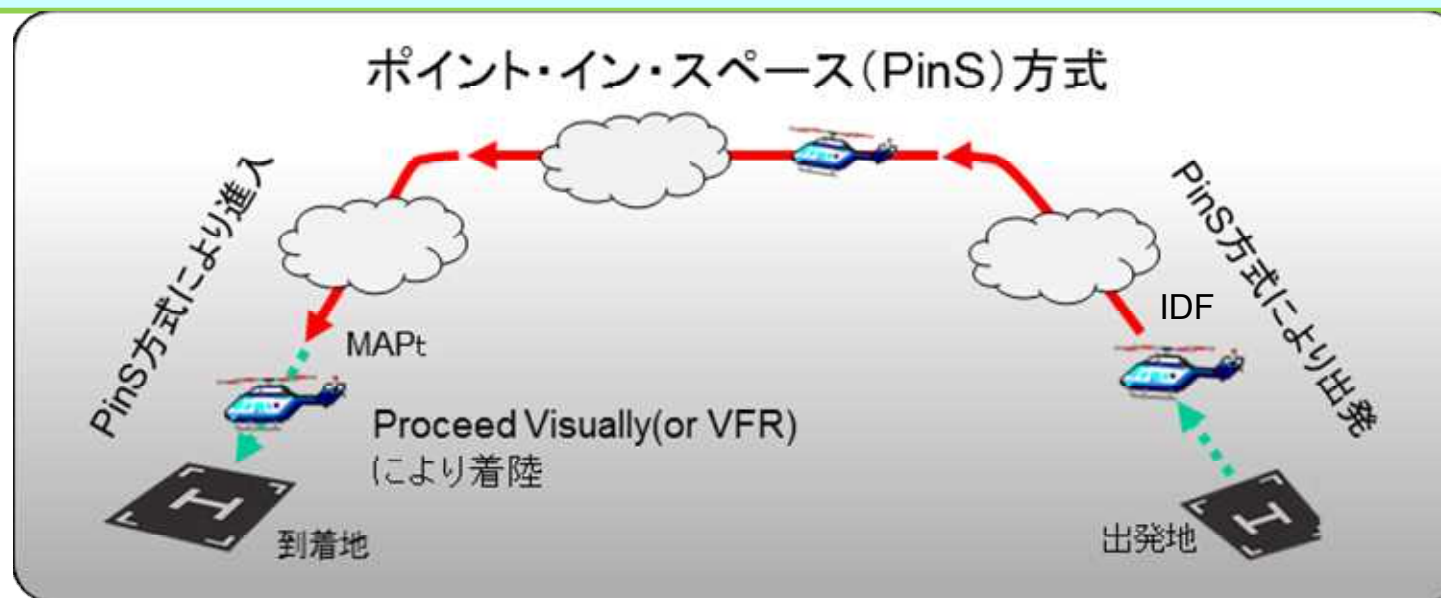 ポイント・イン・スペース(PinS)方式
PinS方式により進入
PinS方式により出発
IDF
MAPt
Proceed Visually(or VFR)
により着陸
到着地
出発地